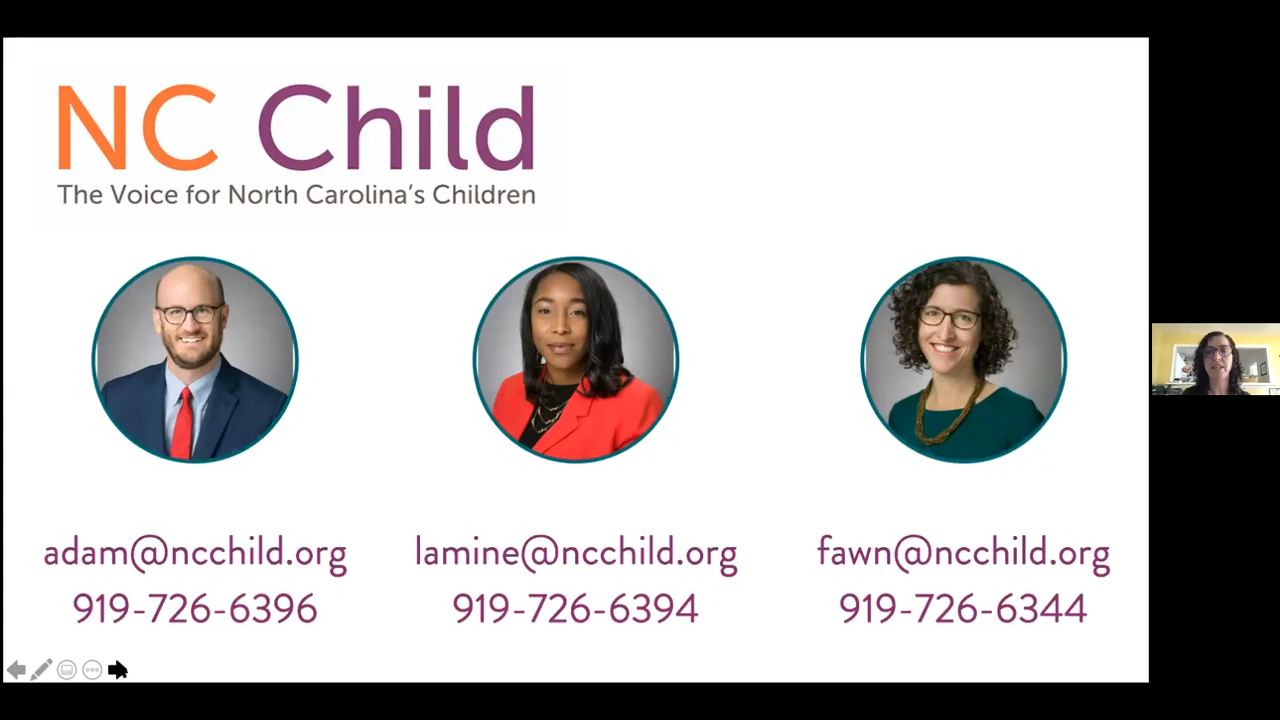 NC Child
The Voice for North Carolina's Children
adam@ncchild.org
919-726-6396
lamine@ncchild.org
919-726-6394
fawn@ncchild.org
919-726-6344